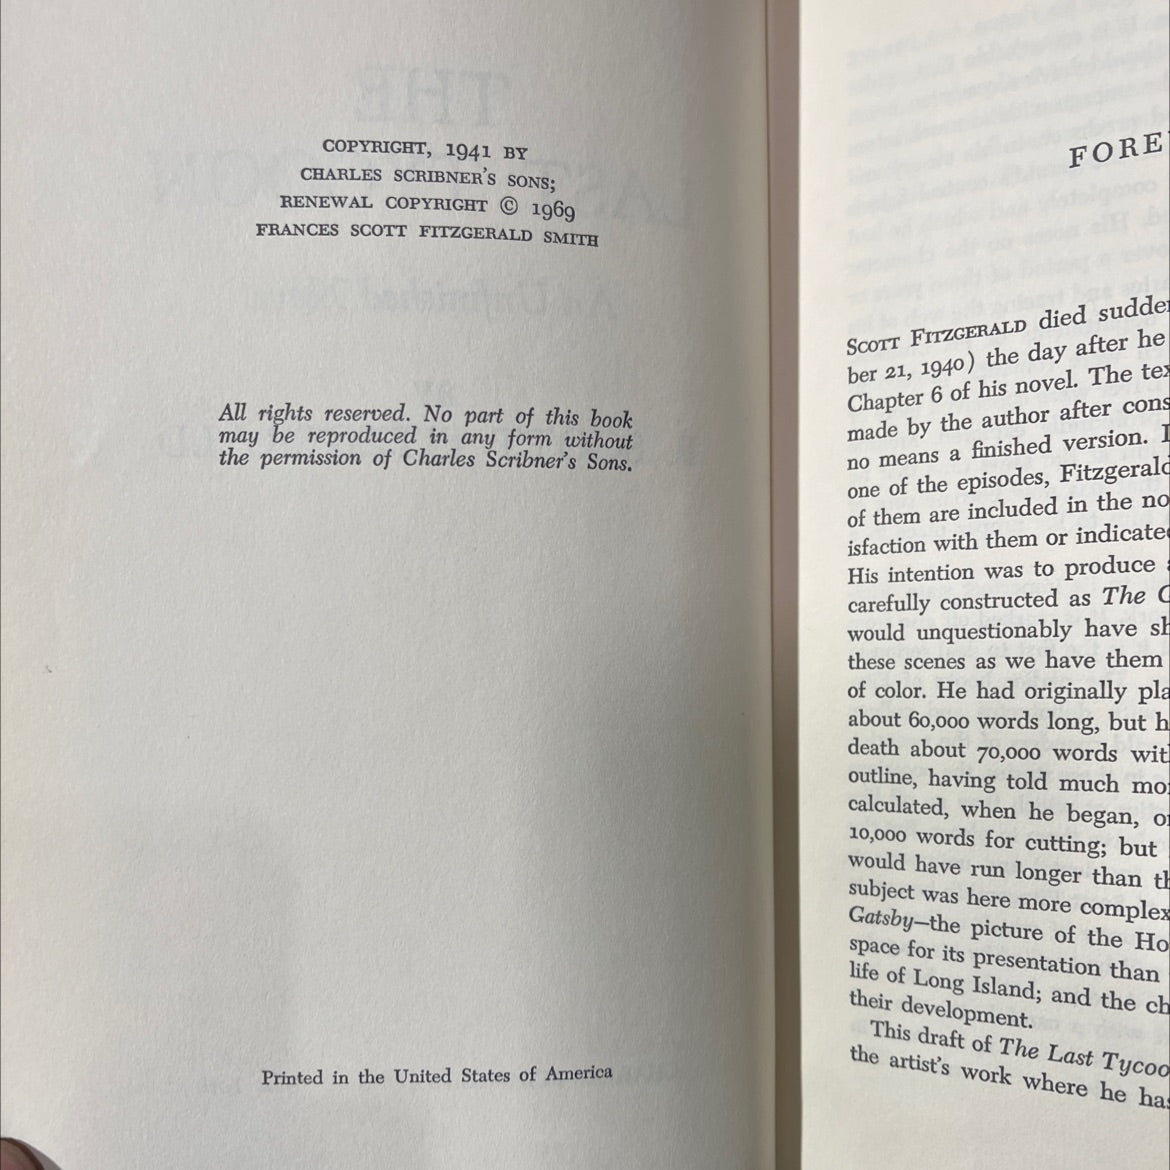 COPYRIGHT, 1941 BY
CHARLES SCRIBNER'S SONS;
RENEWAL COPYRIGHT © 1969
FRANCES SCOTT FITZGERALD SMITH
All rights reserved. No part of this book
may be reproduced in any form without
the permission of Charles Scribner's Sons.
Printed in the United States of America
FORE
SCOTT FITZGERALD died sudde
ber 21, 1940) the day after he
Chapter 6 of his novel. The te
made by the author after cons
no means a finished version. I
one of the episodes, Fitzgerald
of them are included in the no
isfaction with them or indicate
His intention was to produce a
carefully constructed as The G
would unquestionably have sh
these scenes as we have them
of color. He had originally pla
about 60,000 words long, but h
death about 70,000 words wit
outline, having told much mo
calculated, when he began, o
10,000 words for cutting; but
would have run longer than th
subject was here more complex
Gatsby—the picture of the Ho
space for its presentation than
life of Long Island; and the ch
their development.
This draft of The Last Tycoo
the artist's work where he has